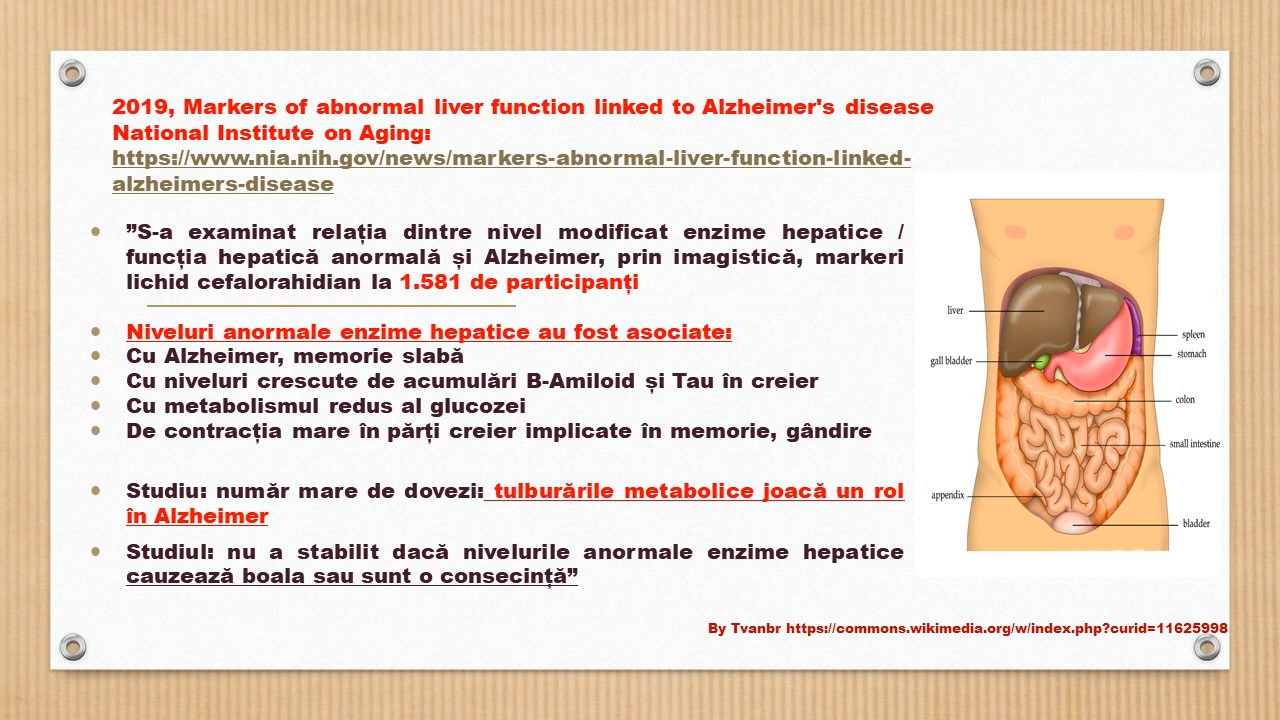 2019, Markers of abnormal liver function linked to Alzheimer's disease
National Institute on Aging:
https://www.nia.nih.gov/news/markers-abnormal-liver-function-linked-
alzheimers-disease
”S-a examinat relația dintre nivel modificat enzime hepatice /
funcția hepatică anormală și Alzheimer, prin imagistică, markeri
lichid cefalorahidian la 1.581 de participanți
Niveluri anormale enzime hepatice au fost asociate:
Cu Alzheimer, memorie slabă
Cu niveluri crescute de acumulări B-Amiloid și Tau în creier
Cu metabolismul redus al glucozei
De contracția mare în părți creier implicate în memorie, gândire
Studiu: număr mare de dovezi: tulburările metabolice joacă un rol
în Alzheimer
Studiul: nu a stabilit dacă nivelurile anormale enzime hepatice
cauzează boala sau sunt o consecință”
liver
gall bladder
appendix
spleen
stomach
colon
small intestine
bladder
By Tvanbr https://commons.wikimedia.org/w/index.php?curid=11625998